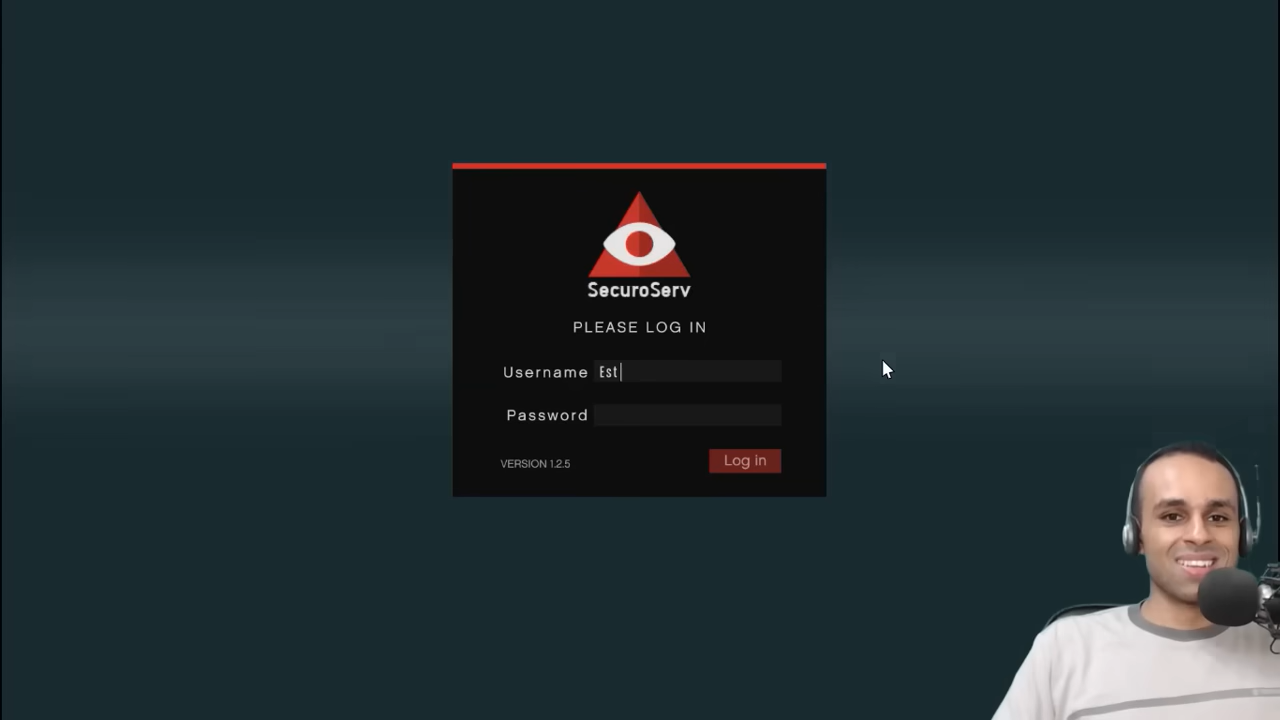 SecuroServ
PLEASE LOG IN
Username Est
Password
VERSION 1.2.5
Log in